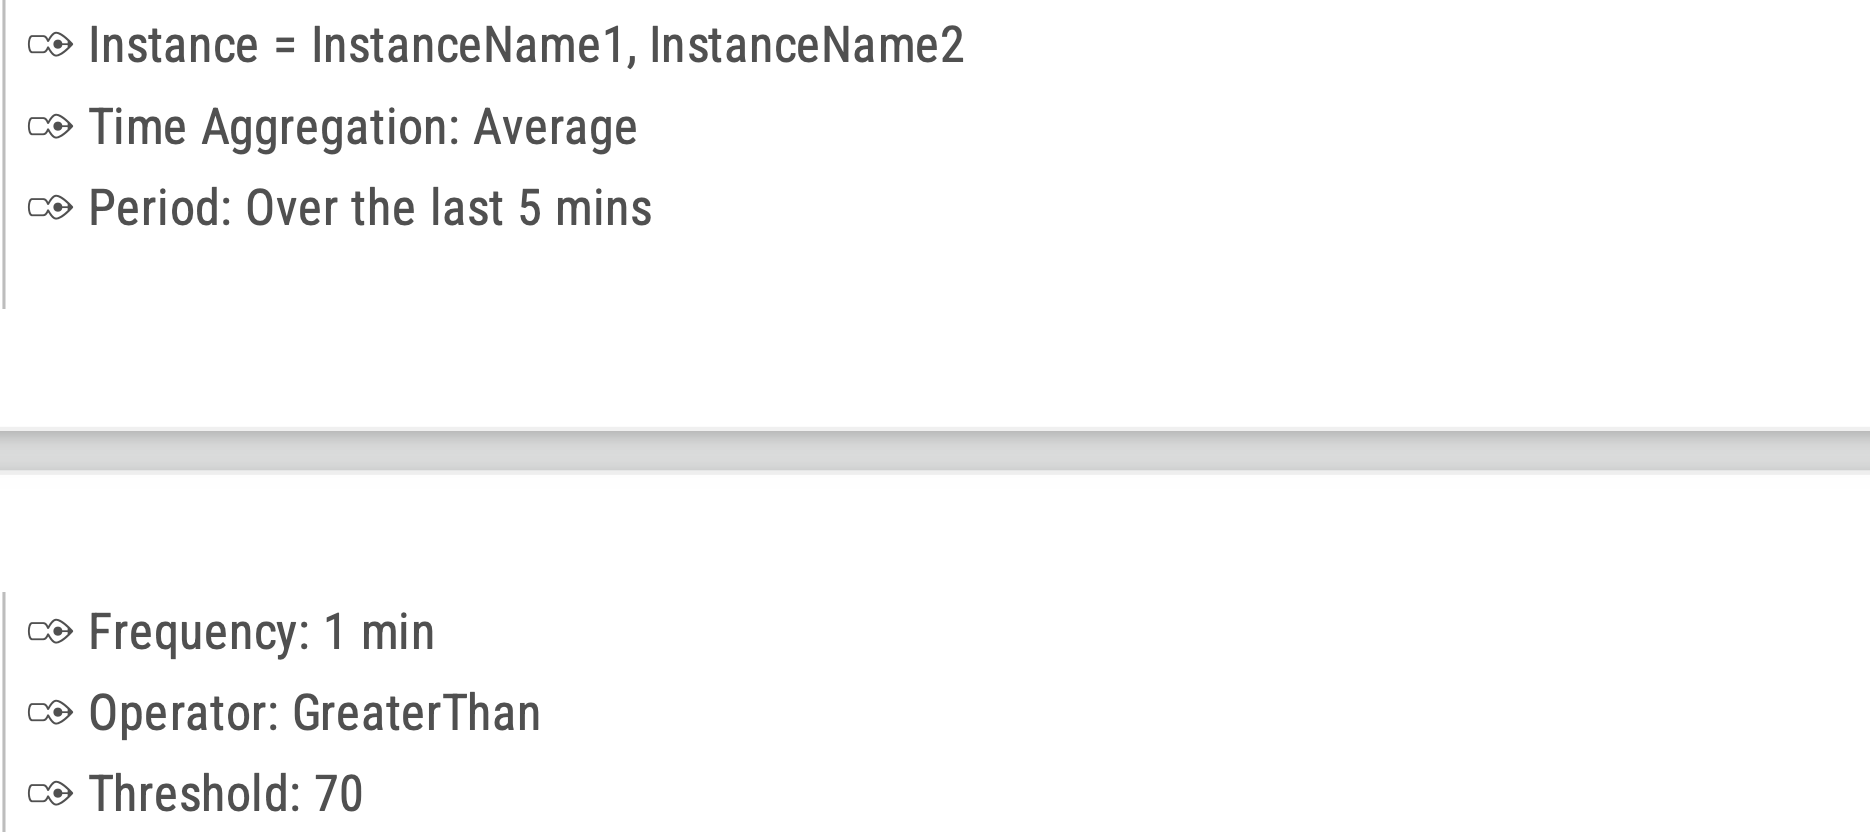 Instance = InstanceName1, InstanceName2
Time Aggregation: Average
Period: Over the last 5 mins
Frequency: 1 min
Operator: GreaterThan
Threshold: 70